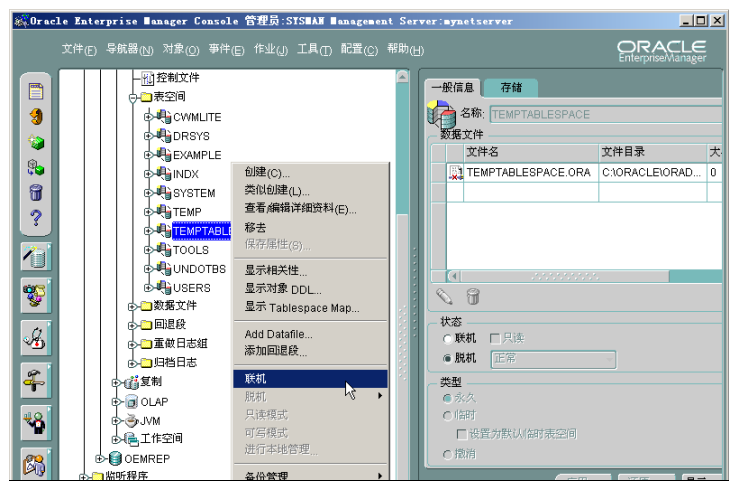 Oracle Enterprise Manager Console 管理员:SYSMAN Management Server:mynetserver
文件(F) 导航器(N) 对象(O) 事件(E) 作业(J) 工具(T) 配置(C) 帮助(H)
ORACLE
EnterpriseManager
控制文件
表空间
CWMLITE
DRSYS
EXAMPLE
INDX
SYSTEM
TEMP
TEMPTABLE
TOOLS
UNDOTBS
USERS
数据文件
回退段
重做日志组
归档日志
复制
OLAP
JVM
工作空间
OEMREP
监听程序
创建(C)...
类似创建(L)...
查看/编辑详细资料(E)...
移去
保存属性(S)...
显示相关性...
显示对象 DDL...
显示 Tablespace Map...
Add Datafile...
添加回退段...
联机
脱机
只读模式
可写模式
进行本地管理...
备份管理
一般信息 存储
名称: TEMPTABLESPACE
数据文件
文件名 文件目录 大
TEMPTABLESPACE.ORA C:\ORACLE\ORAD... 0
状态
联机 只读
脱机 正常
类型
永久
临时
设置为默认临时表空间
撤消